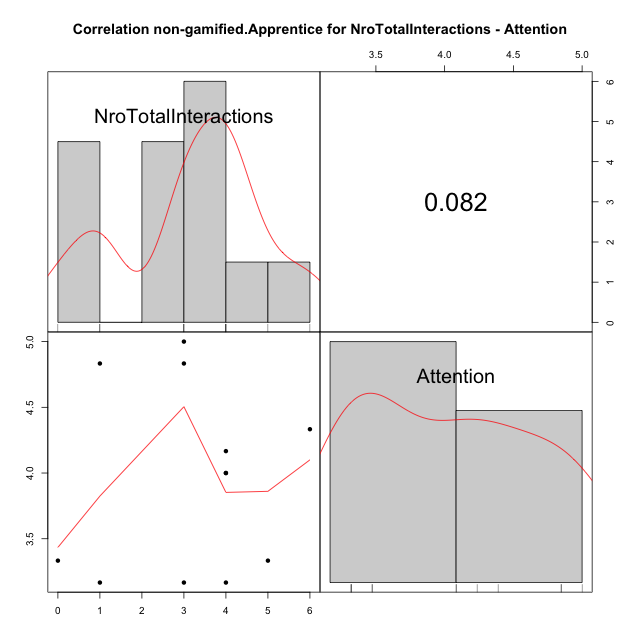 Correlation non-gamified.Apprentice for NroTotalInteractions - Attention
3.5 4.0 4.5 5.0
NroTotalInteractions
0.082
6
5
4
3
2
1
0
Attention
5.0
4.5
4.0
3.5
0 1 2 3 4 5 6